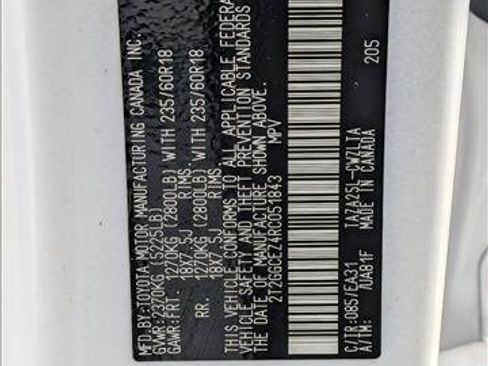 MFD.BY:TOYOTA MOTOR MANUFACTURING CANADA INC.
GVWR:2370KG (5225LB)
GAWR:FRT. 1270KG (2800LB) WITH 235/60R18
18X7.5J RIMS
RR. 1270KG (2800LB) WITH 235/60R18
18X7.5J RIMS
THIS VEHICLE CONFORMS TO ALL APPLICABLE FEDERA
VEHICLE SAFETY AND THEFT PREVENTION STANDARDS
THE DATE OF MANUFACTURE SHOWN ABOVE.
2T2GGCEZ4RC051843 MPV
C/TR:085/EA31 TAZA25L-CWZLTA
A/TM: /UA81F MADE IN CANADA
205